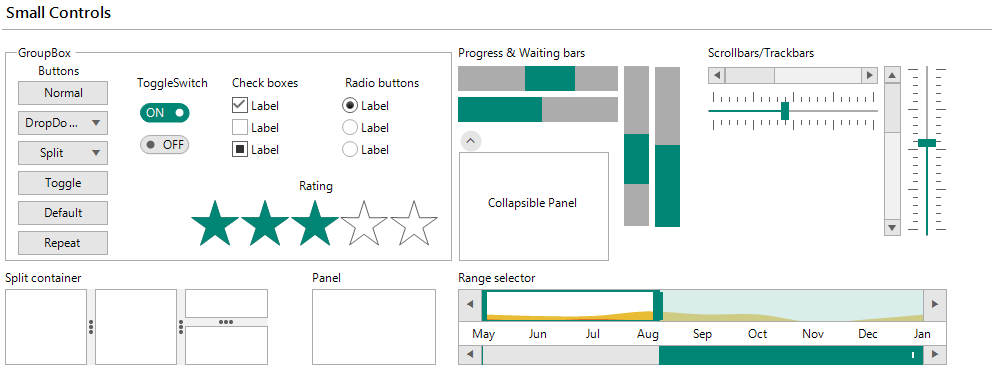 Small Controls
GroupBox
Buttons
Normal
DropDo ...
Split
Toggle
Default
Repeat
ToggleSwitch
ON
OFF
Check boxes
Label
Label
Label
Radio buttons
Label
Label
Label
Rating
Progress & Waiting bars
Collapsible Panel
Scrollbars/Trackbars
Split container
Panel
Range selector
May Jun Jul Aug Sep Oct Nov Dec Jan